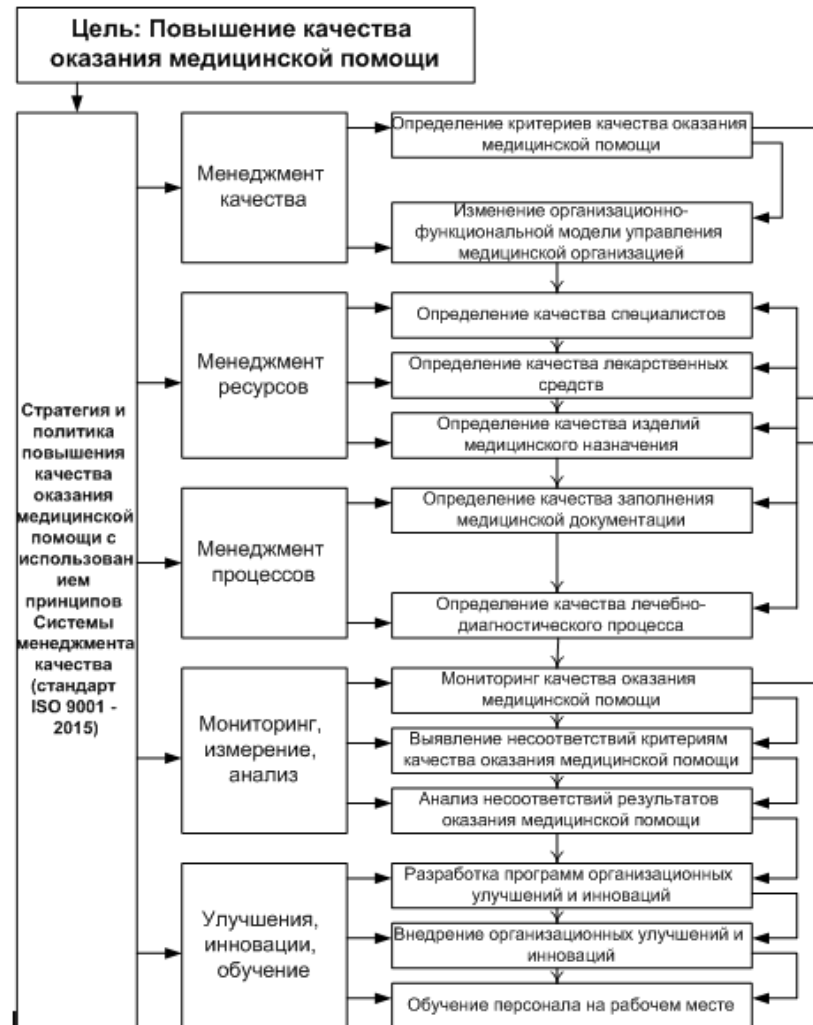 Цель: Повышение качества
оказания медицинской помощи
Стратегия и
политика
повышения
качества
оказания
медицинской
помощи с
использован
ием
принципов
Системы
менеджмента
качества
(стандарт
ISO 9001 -
2015)
Менеджмент
качества
Определение критериев качества оказания
медицинской помощи
Изменение организационно-
функциональной модели управления
медицинской организацией
Менеджмент
ресурсов
Определение качества специалистов
Определение качества лекарственных
средств
Определение качества изделий
медицинского назначения
Менеджмент
процессов
Определение качества заполнения
медицинской документации
Определение качества лечебно-
диагностического процесса
Мониторинг,
измерение,
анализ
Мониторинг качества оказания
медицинской помощи
Выявление несоответствий критериям
качества оказания медицинской помощи
Анализ несоответствий результатов
оказания медицинской помощи
Улучшения,
инновации,
обучение
Разработка программ организационных
улучшений и инноваций
Внедрение организационных улучшений и
инноваций
Обучение персонала на рабочем месте